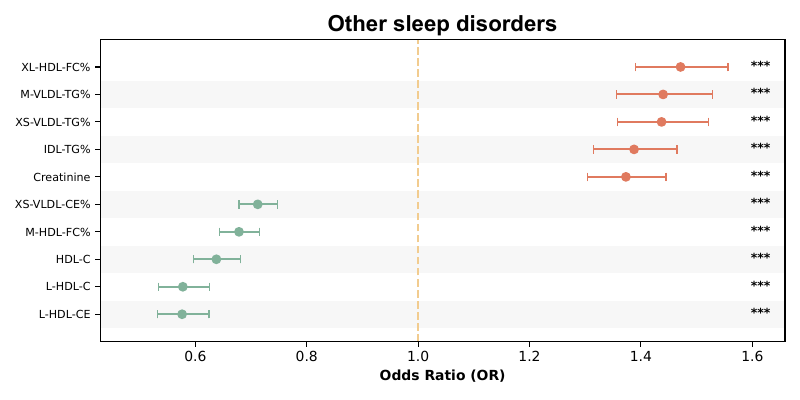 Other sleep disorders
XL-HDL-FC% ***
M-VLDL-TG% ***
XS-VLDL-TG% ***
IDL-TG% ***
Creatinine ***
XS-VLDL-CE% ***
M-HDL-FC% ***
HDL-C ***
L-HDL-C ***
L-HDL-CE ***
0.6 0.8 1.0 1.2 1.4 1.6
Odds Ratio (OR)